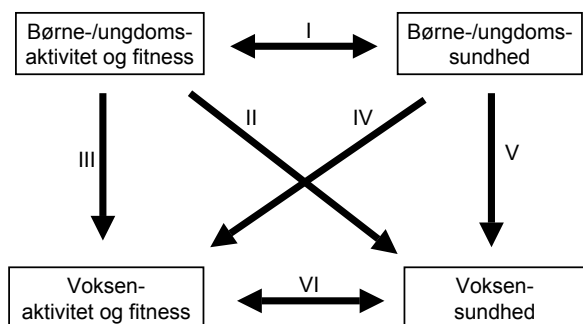 Børne-/ungdoms-
aktivitet og fitness
I
Børne-/ungdoms-
sundhed
II
IV
III
V
Voksen-
aktivitet og fitness
VI
Voksen-
sundhed